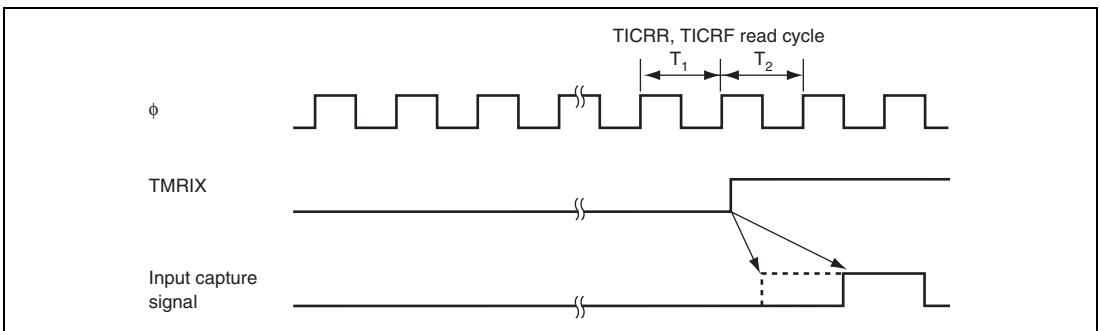 TICRR, TICRF read cycle
T1 T2
ϕ
TMRIX
Input capture
signal